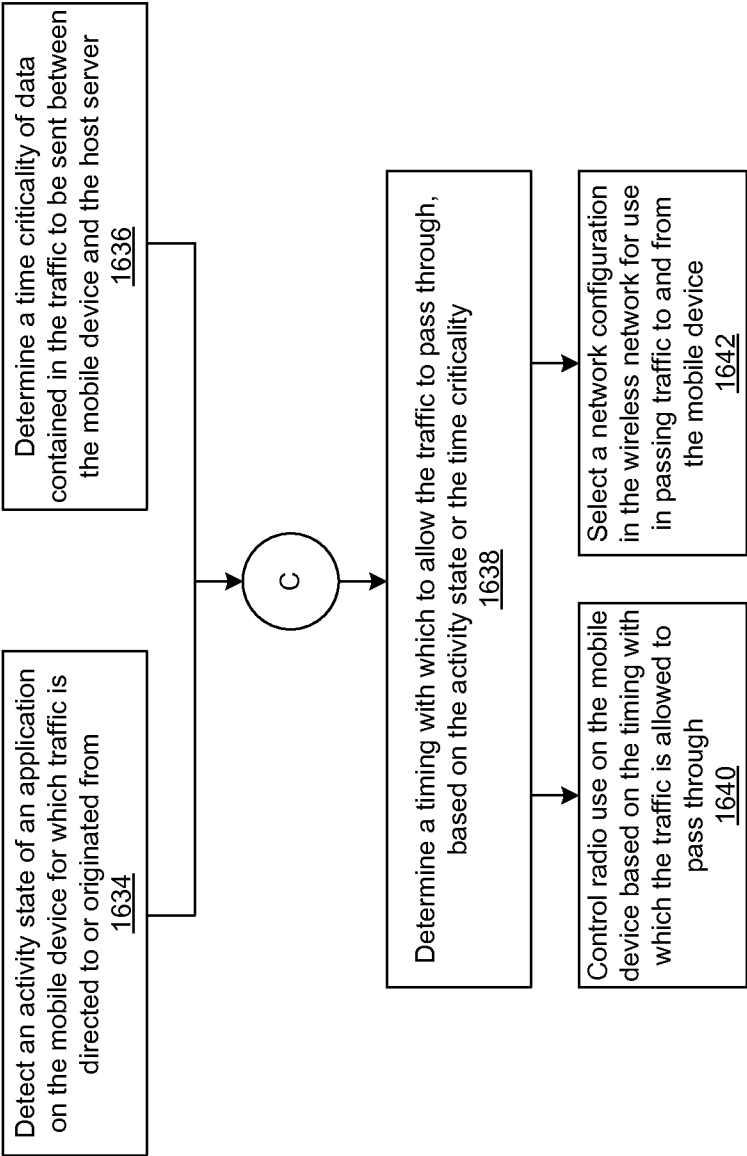 Detect an activity state of an application
on the mobile device for which traffic is
directed to or originated from
1634
Determine a time criticality of data
contained in the traffic to be sent between
the mobile device and the host server
1636
C
Determine a timing with which to allow the traffic to pass through,
based on the activity state or the time criticality
1638
Control radio use on the mobile
device based on the timing with
which the traffic is allowed to
pass through
1640
Select a network configuration
in the wireless network for use
in passing traffic to and from
the mobile device
1642